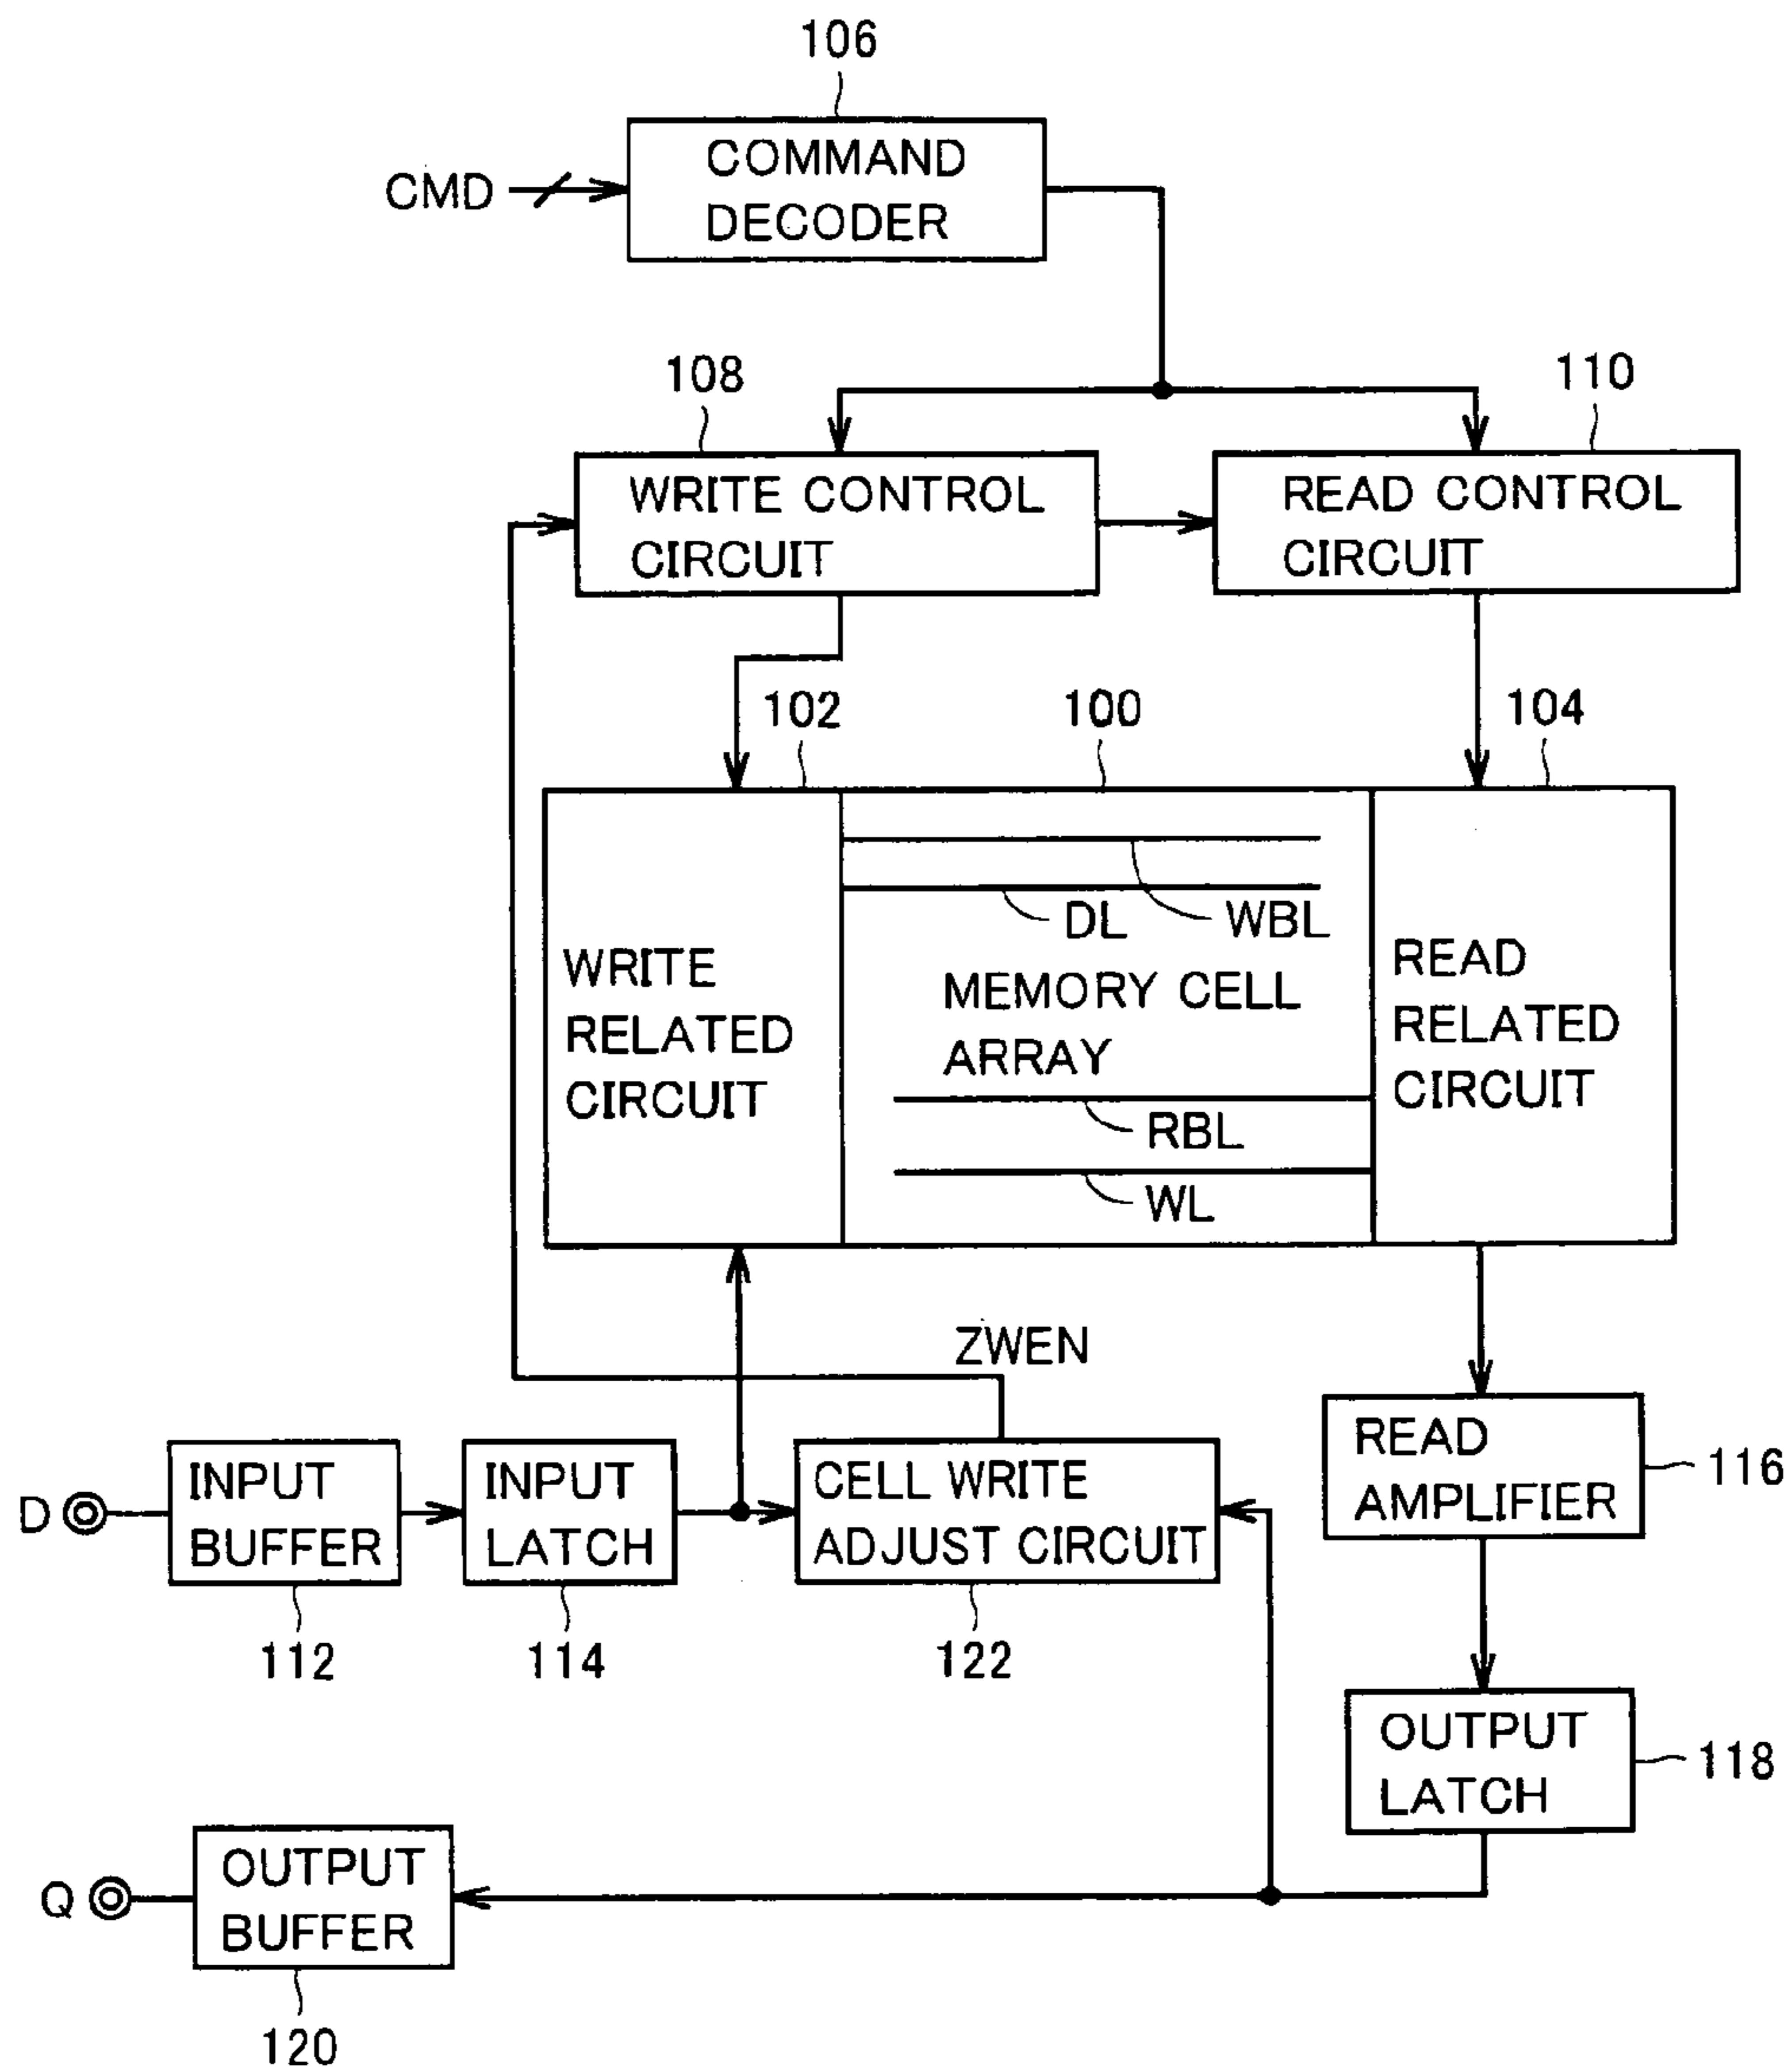 106
COMMAND
DECODER
CMD
108
110
WRITE CONTROL
CIRCUIT
READ CONTROL
CIRCUIT
102
100
104
DL
WBL
WRITE
RELATED
CIRCUIT
MEMORY CELL
ARRAY
READ
RELATED
CIRCUIT
RBL
WL
ZWEN
READ
AMPLIFIER
116
D
INPUT
BUFFER
INPUT
LATCH
CELL WRITE
ADJUST CIRCUIT
112
114
122
OUTPUT
LATCH
118
Q
OUTPUT
BUFFER
120